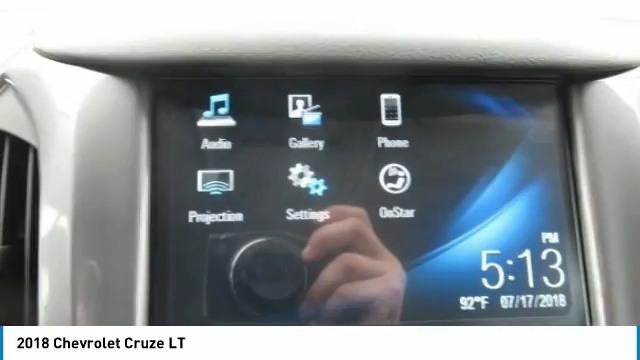 Audio Gallery Phone
Projection Settings OnStar
PM
5:13
92°F 07/17/2018
2018 Chevrolet Cruze LT